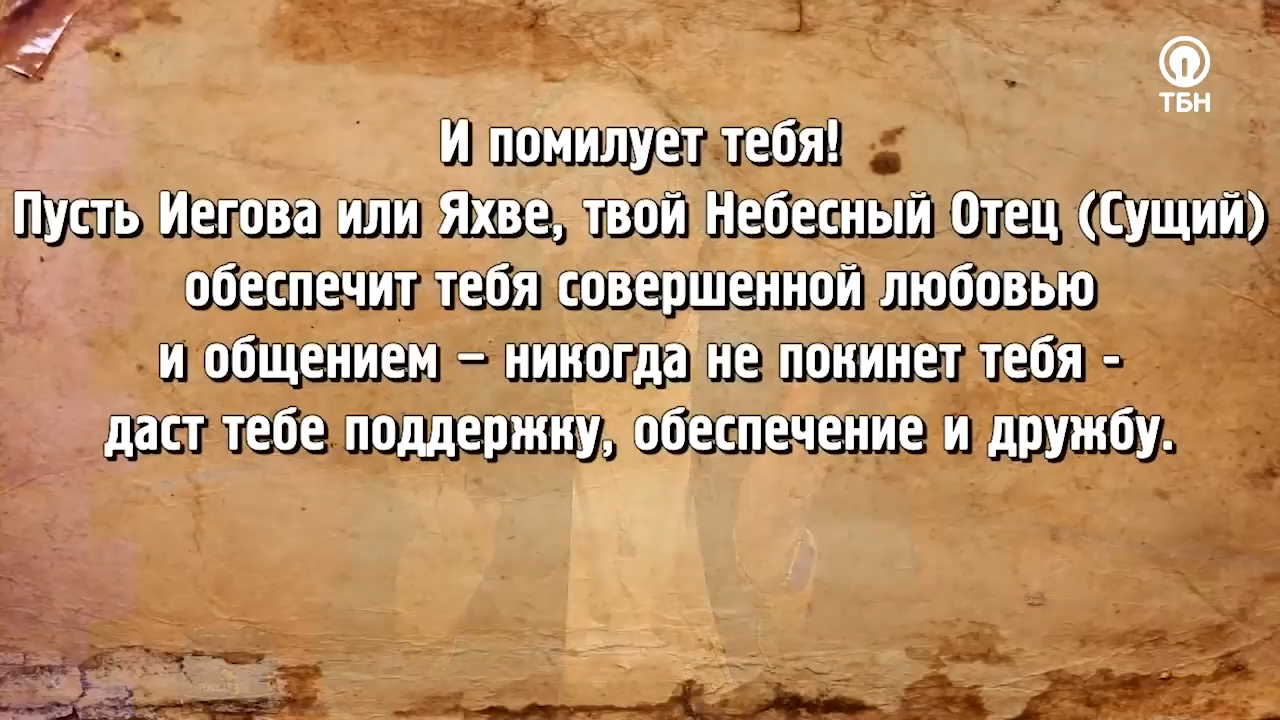 ТБН
И помилует тебя!
Пусть Иегова или Яхве, твой Небесный Отец (Сущий)
обеспечит тебя совершенной любовью
и общением – никогда не покинет тебя -
даст тебе поддержку, обеспечение и дружбу.